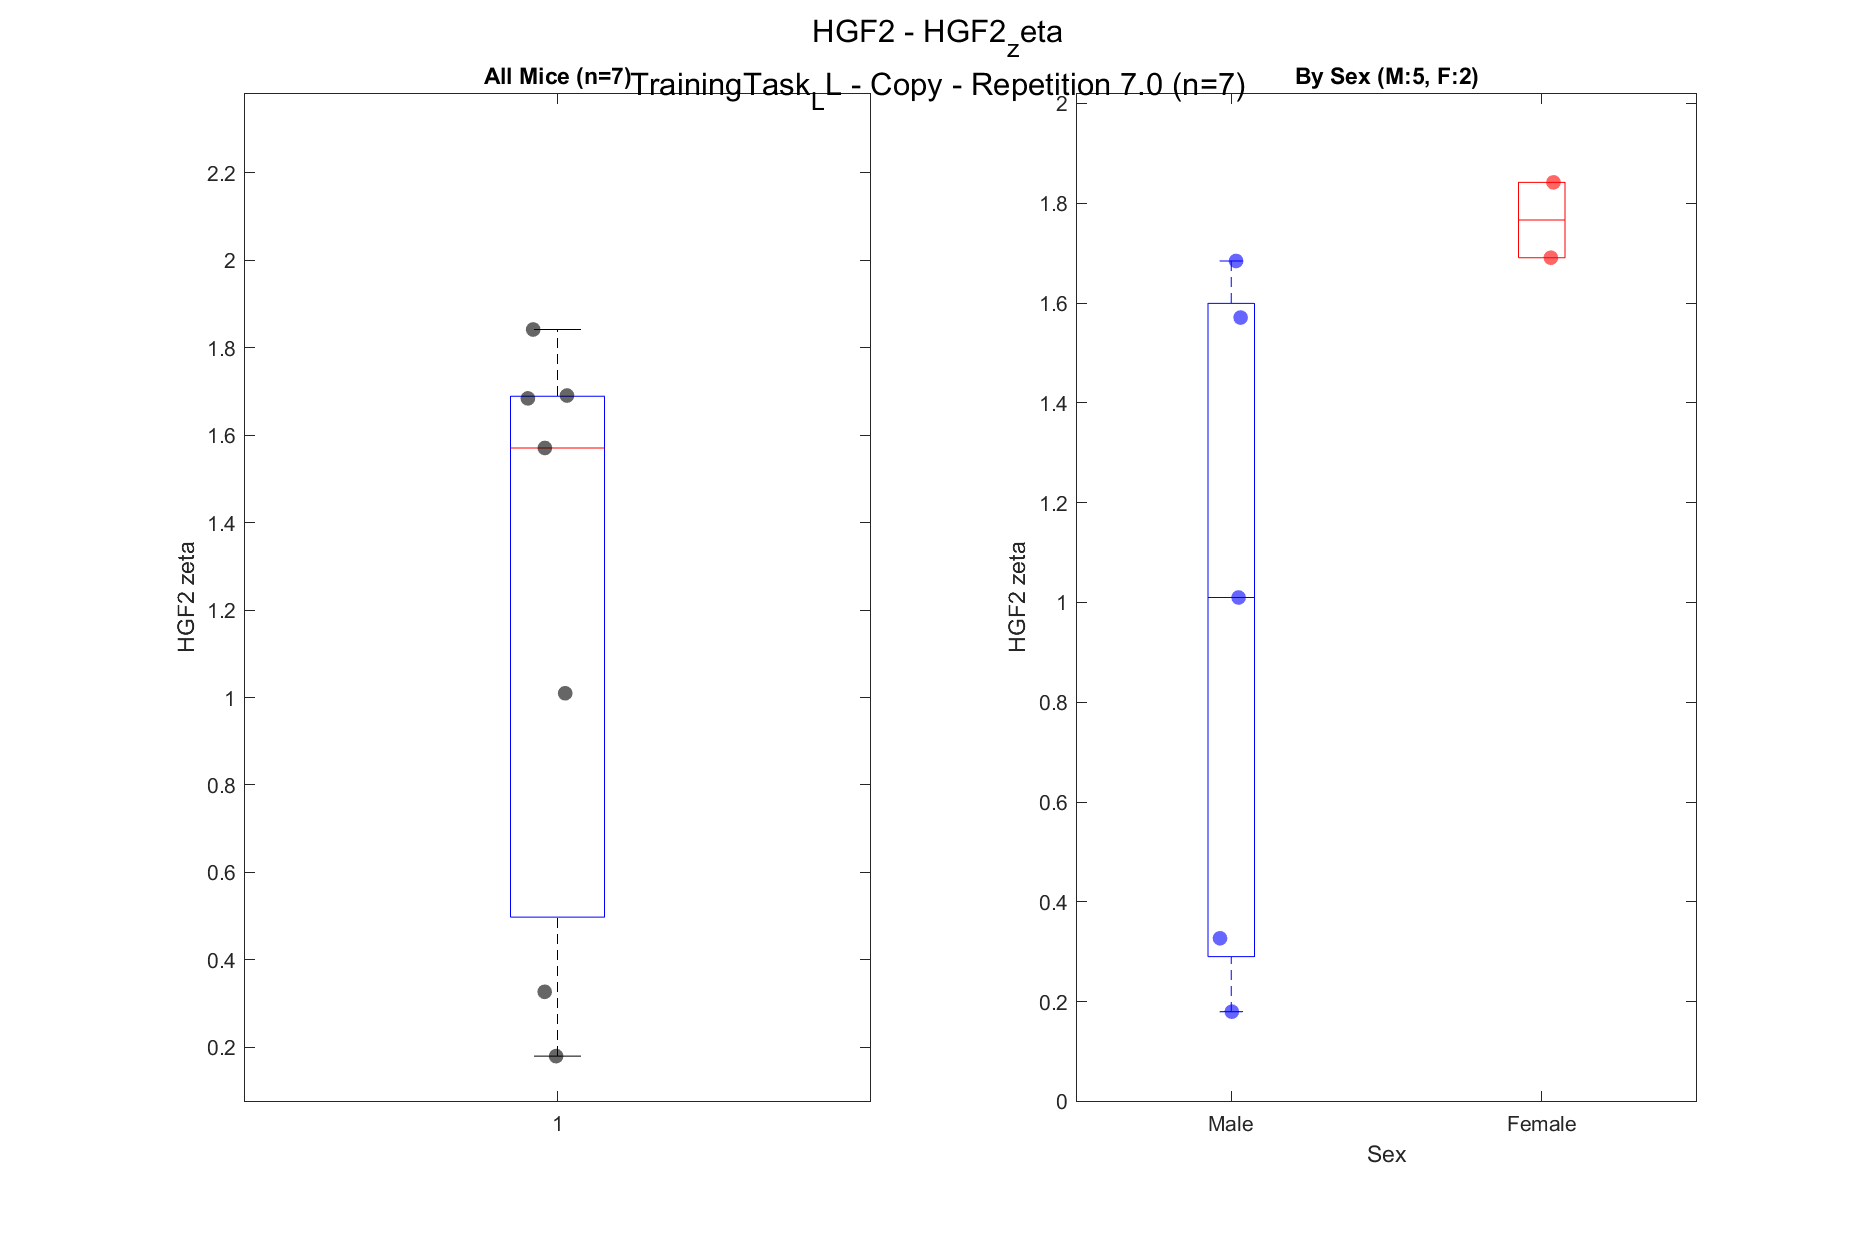 HGF2 - HGF2_zeta
TrainingTask_LL - Copy - Repetition 7.0 (n=7)
All Mice (n=7)
HGF2 zeta
2.2
2
1.8
1.6
1.4
1.2
1
0.8
0.6
0.4
0.2
1
By Sex (M:5, F:2)
HGF2 zeta
2
1.8
1.6
1.4
1.2
1
0.8
0.6
0.4
0.2
0
Male Female
Sex